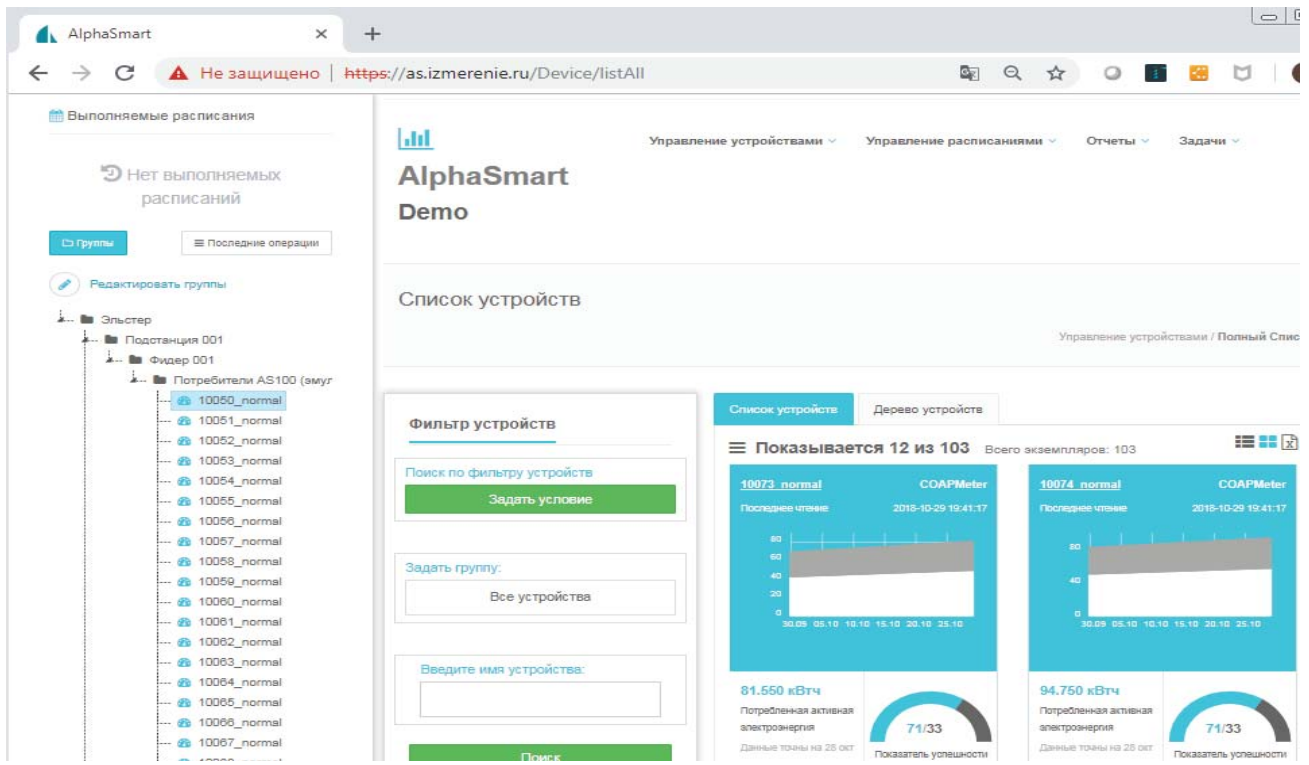 AlphaSmart
Не защищено | https://as.izmerenie.ru/Device/listAll
Выполняемые расписания
Нет выполняемых
расписаний
Группы
Последние операции
Редактировать группы
Эльстер
Подстанция 001
Фидер 001
Потребители AS100 (эмул
10050_normal
10051_normal
10052_normal
10053_normal
10054_normal
10055_normal
10056_normal
10057_normal
10058_normal
10059_normal
10060_normal
10061_normal
10062_normal
10063_normal
10064_normal
10065_normal
10066_normal
10067_normal
AlphaSmart
Demo
Управление устройствами
Управление расписаниями
Отчеты
Задачи
Список устройств
Управление устройствами / Полный Спис
Фильтр устройств
Поиск по фильтру устройств
Задать условие
Задать группу:
Все устройства
Введите имя устройства:
Поиск
Список устройств
Дерево устройств
Показывается 12 из 103 Всего экземпляров: 103
10073_normal COAPMeter
Последнее чтение 2018-10-29 19:41:17
80
60
40
20
0
30.09 05.10 10.10 15.10 20.10 25.10
81.550 кВтч
Потребленная активная
электроэнергия
Данные точны на 28 окт
71/33
Показатель успешности
10074_normal COAPMeter
Последнее чтение 2018-10-29 19:41:17
80
40
0
30.09 05.10 10.10 15.10 20.10 25.10
94.750 кВтч
Потребленная активная
электроэнергия
Данные точны на 28 окт
71/33
Показатель успешности